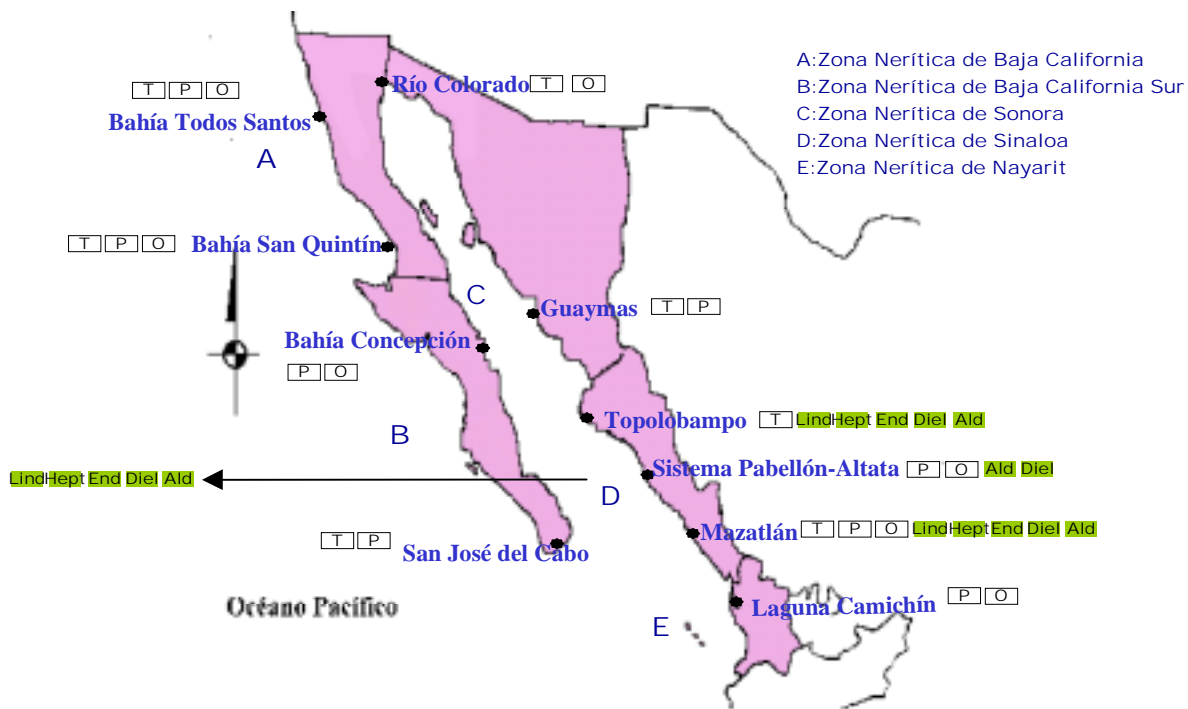 A:Zona Nerítica de Baja California
B:Zona Nerítica de Baja California Sur
C:Zona Nerítica de Sonora
D:Zona Nerítica de Sinaloa
E:Zona Nerítica de Nayarit
Río Colorado T O
T P O
Bahía Todos Santos
A
T P O Bahía San Quintín
C
Guaymas T P
Bahía Concepción
P O
Topolobampo T Lind Hept End Diel Ald
B
Sistema Pabellón-Altata P O Ald Diel
Lind Hept End Diel Ald
D
Mazatlán T P O Lind Hept End Diel Ald
T P San José del Cabo
Océano Pacífico
Laguna Camichín P O
E